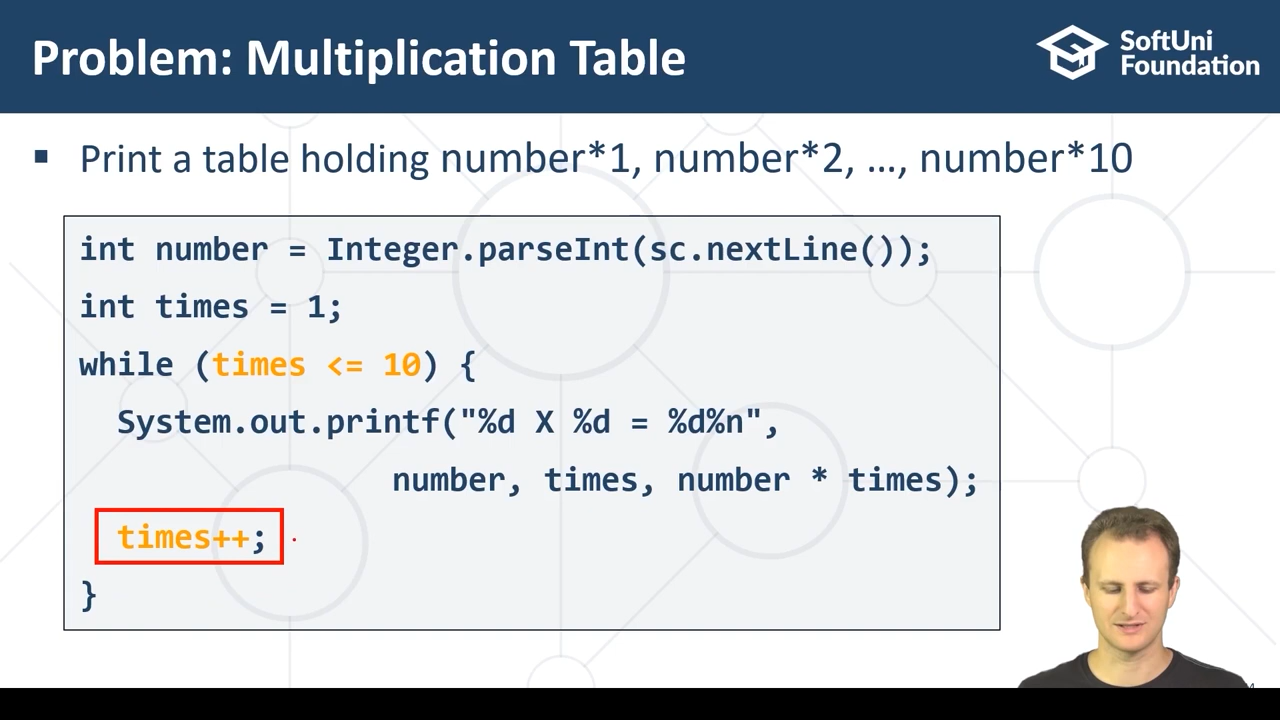 Problem: Multiplication Table
SoftUni
Foundation
Print a table holding number*1, number*2, …, number*10
int number = Integer.parseInt(sc.nextLine());
int times = 1;
while (times <= 10) {
System.out.printf("%d X %d = %d%n",
number, times, number * times);
times++;
}